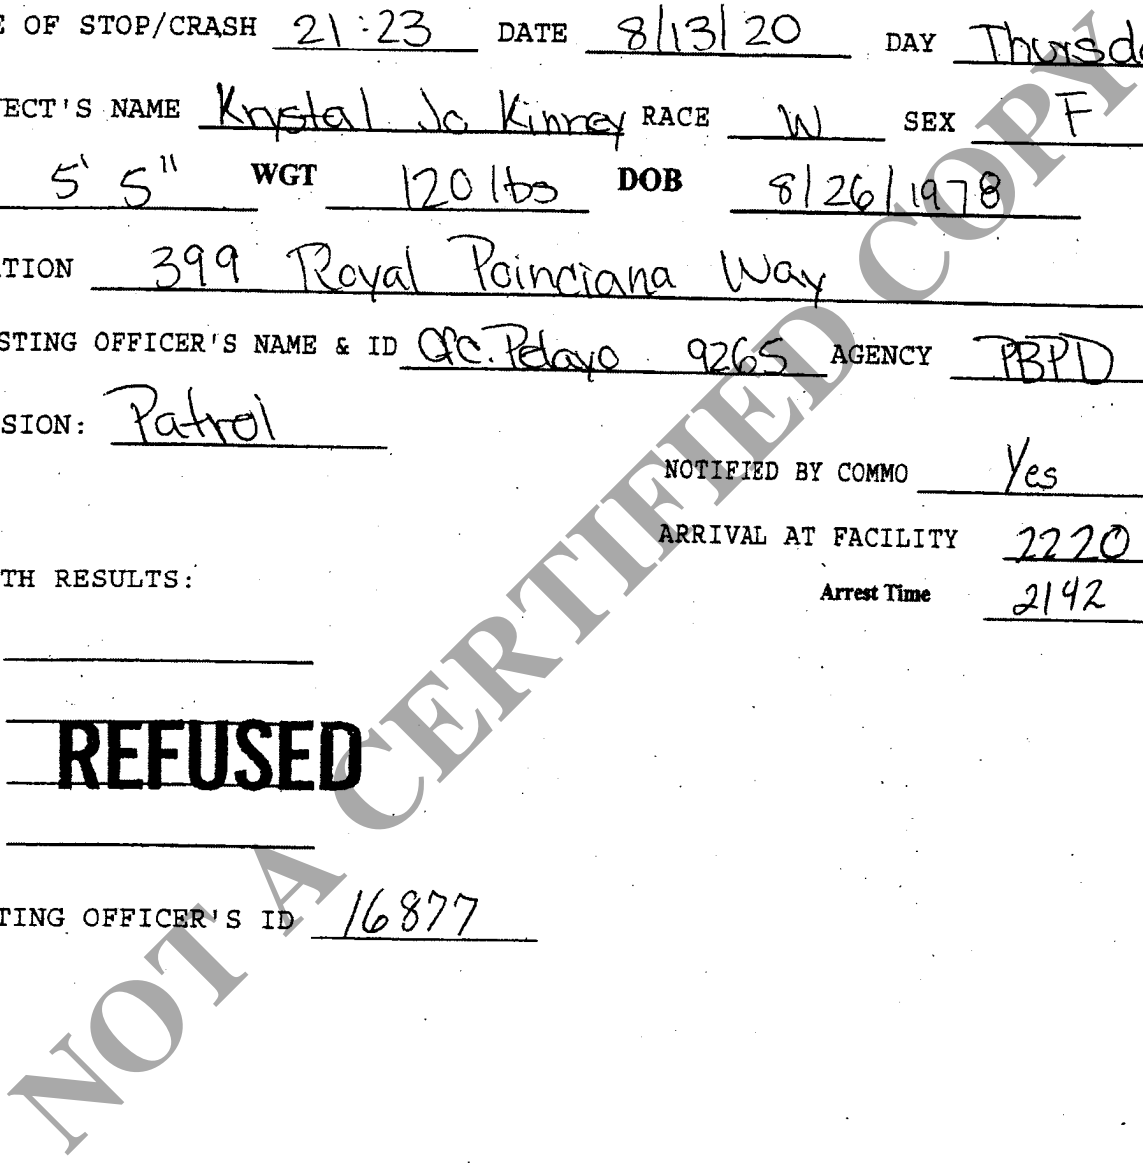 E OF STOP/CRASH 21:23 DATE 8/13/20 DAY Thursda
ECT'S NAME Krystal Jo Kinney RACE W SEX F
5' 5" WGT 120 lbs DOB 8/26/1978
TION 399 Royal Poinciana Way
STING OFFICER'S NAME & ID Ofc. Pelayo 9265 AGENCY PBPD
SION: Patrol
NOTIFIED BY COMMO Yes
ARRIVAL AT FACILITY 2220
TH RESULTS:
Arrest Time 2142
REFUSED
TING OFFICER'S ID 16877
NOT A CERTIFIED COPY